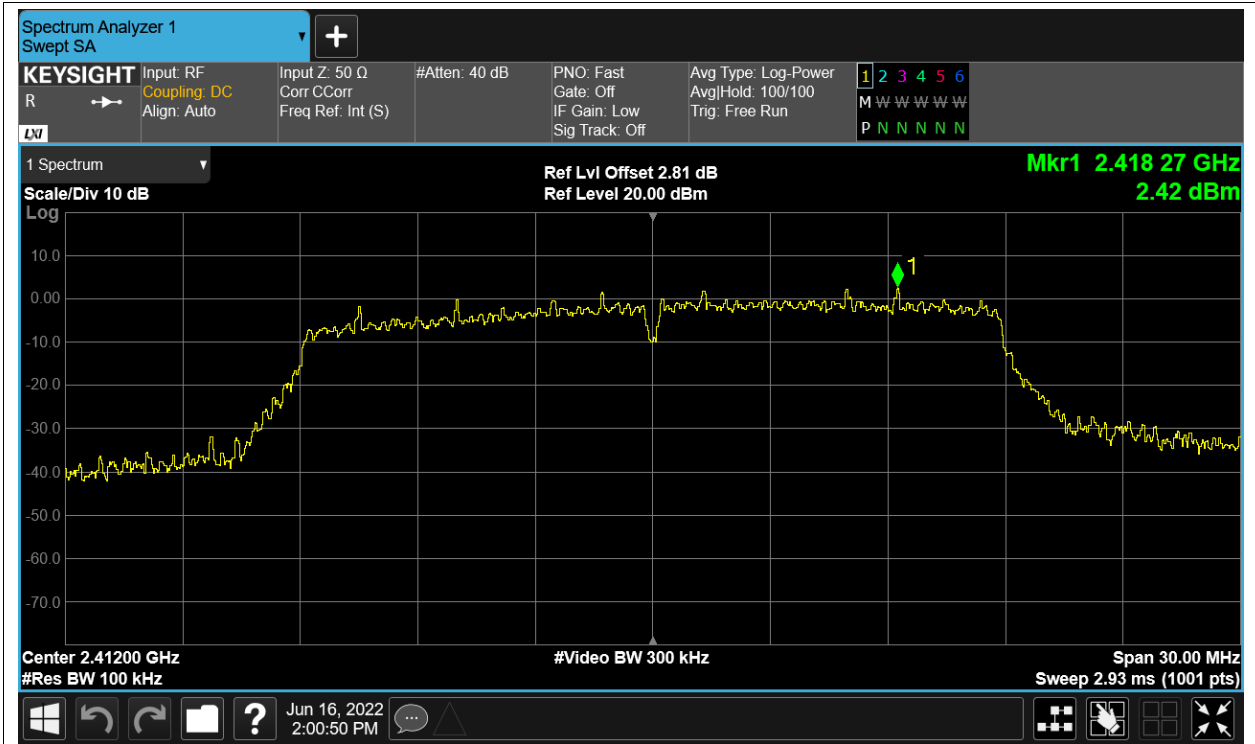 Spectrum Analyzer 1
Swept SA
KEYSIGHT
R
LXI
Input: RF
Coupling: DC
Align: Auto
Input Z: 50 Ω
Corr CCorr
Freq Ref: Int (S)
#Atten: 40 dB
PNO: Fast
Gate: Off
IF Gain: Low
Sig Track: Off
Avg Type: Log-Power
Avg|Hold: 100/100
Trig: Free Run
1 2 3 4 5 6
M W W W W W
P N N N N N
1 Spectrum
Scale/Div 10 dB
Log
Ref Lvl Offset 2.81 dB
Ref Level 20.00 dBm
Mkr1 2.418 27 GHz
2.42 dBm
1
10.0
0.00
-10.0
-20.0
-30.0
-40.0
-50.0
-60.0
-70.0
Center 2.41200 GHz
#Res BW 100 kHz
#Video BW 300 kHz
Span 30.00 MHz
Sweep 2.93 ms (1001 pts)
?
Jun 16, 2022
2:00:50 PM